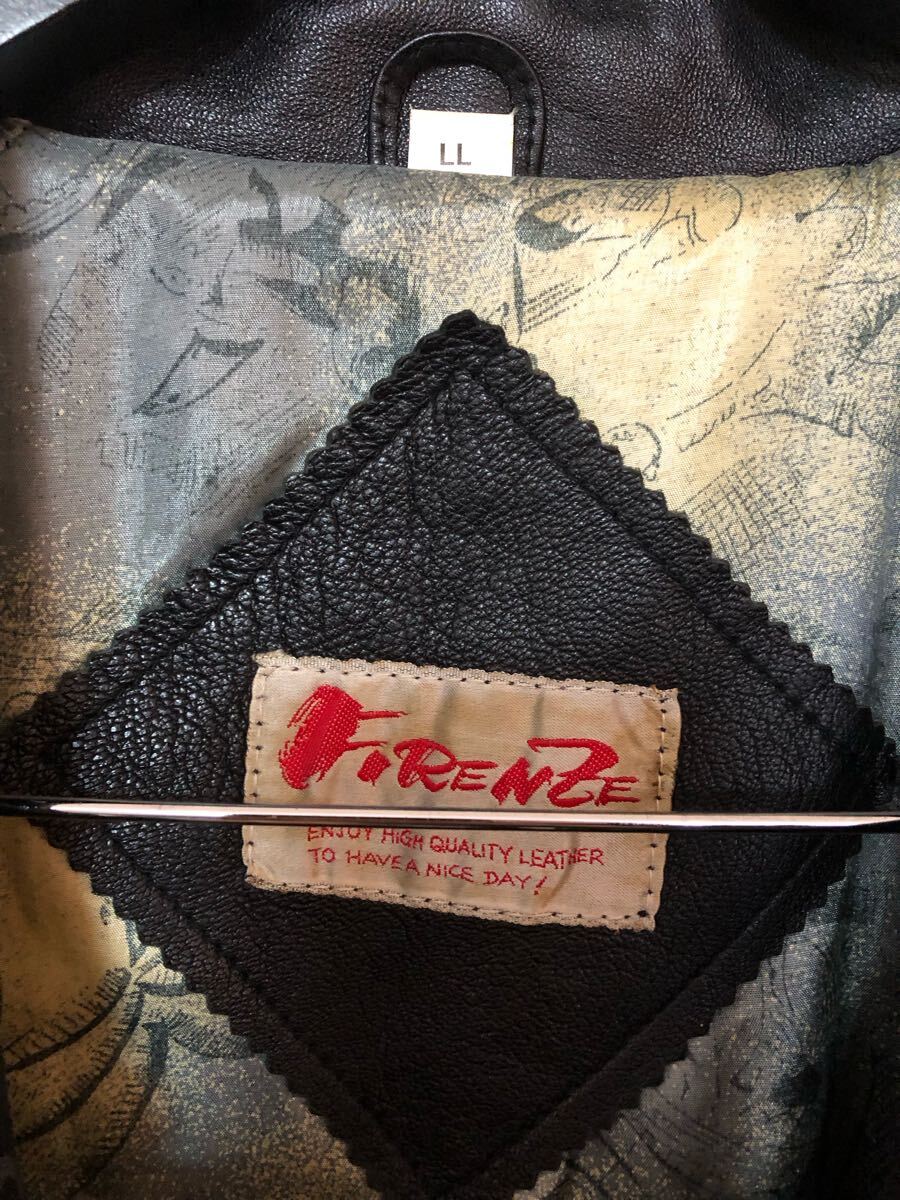 LL
FiRENZE
ENJOY HiGH QUALITY LEATHER
TO HAVE A NICE DAY!